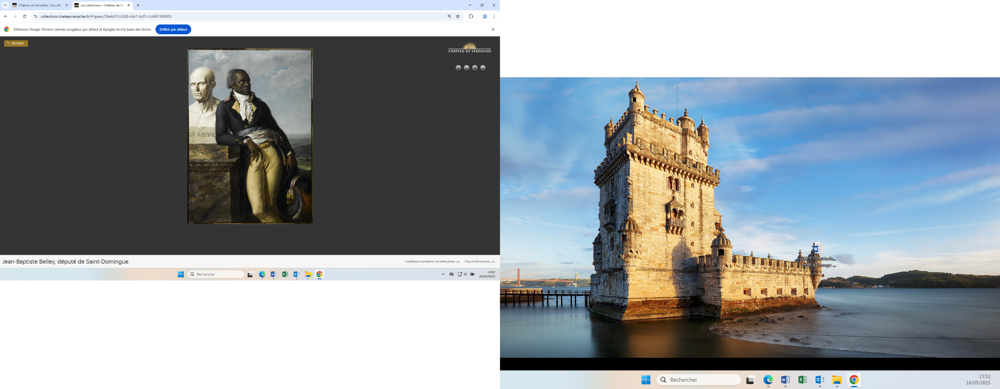 Château de Versailles | Site offic
Les collections – Château de Ve
collections.chateauversailles.fr/#/query/59e4c01f-2608-4dc7-bc01-2c4681969905
Définissez Google Chrome comme navigateur par défaut et épinglez-le à la barre des tâches
Définir par défaut
RETOUR
CHÂTEAU DE VERSAILLES
G·T·RAYNAL
Jean-Baptiste Belley, député de Saint-Domingue
Conditions d'utilisation de cette photo
Plus d'informations
Rechercher
15:52
16/09/2025
2024.12 autoris...
droit à l'image ...
Rechercher
15:52
16/09/2025